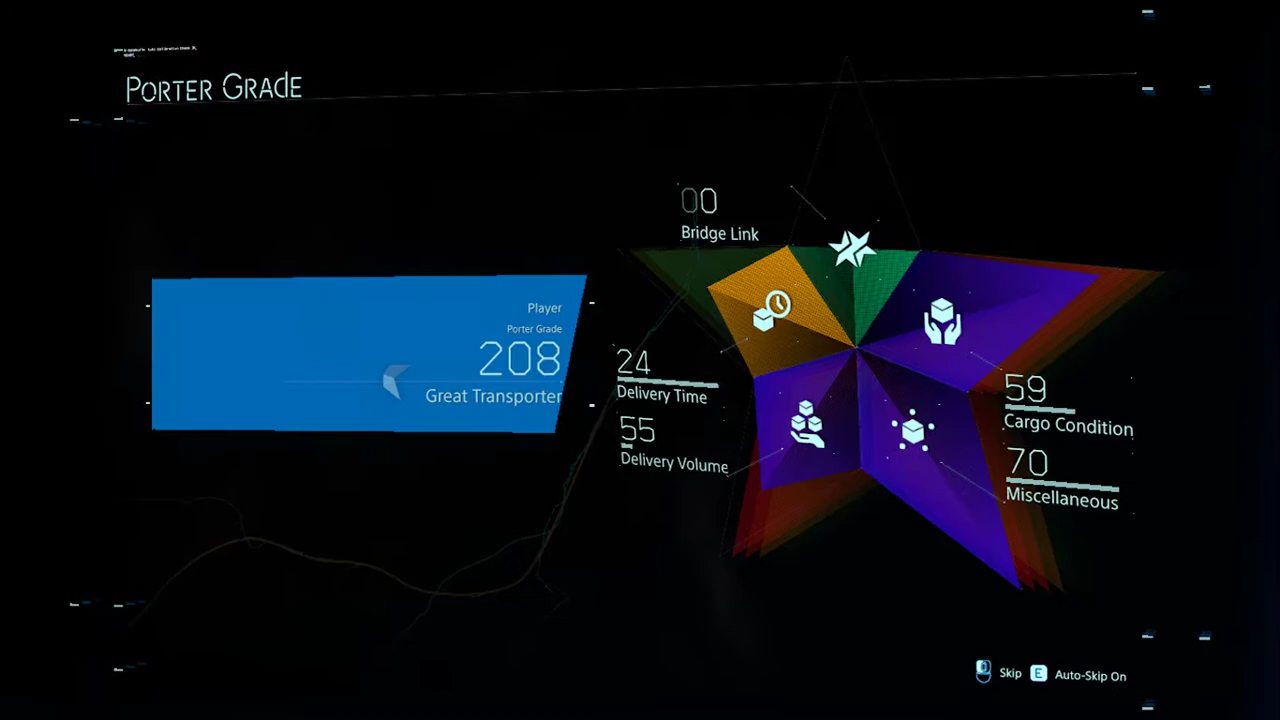 Porter Grade
00
Bridge Link
Player
Porter Grade
208
Great Transporter
24
Delivery Time
55
Delivery Volume
59
Cargo Condition
70
Miscellaneous
Skip
E
Auto-Skip On